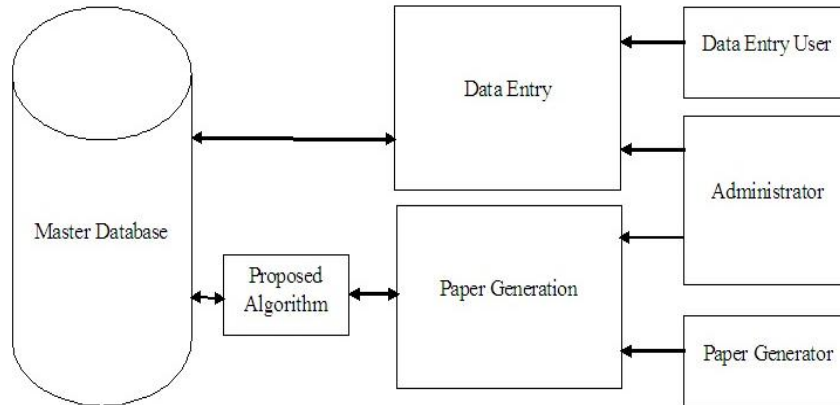 Data Entry User
Data Entry
Administrator
Master Database
Proposed
Algorithm
Paper Generation
Paper Generator